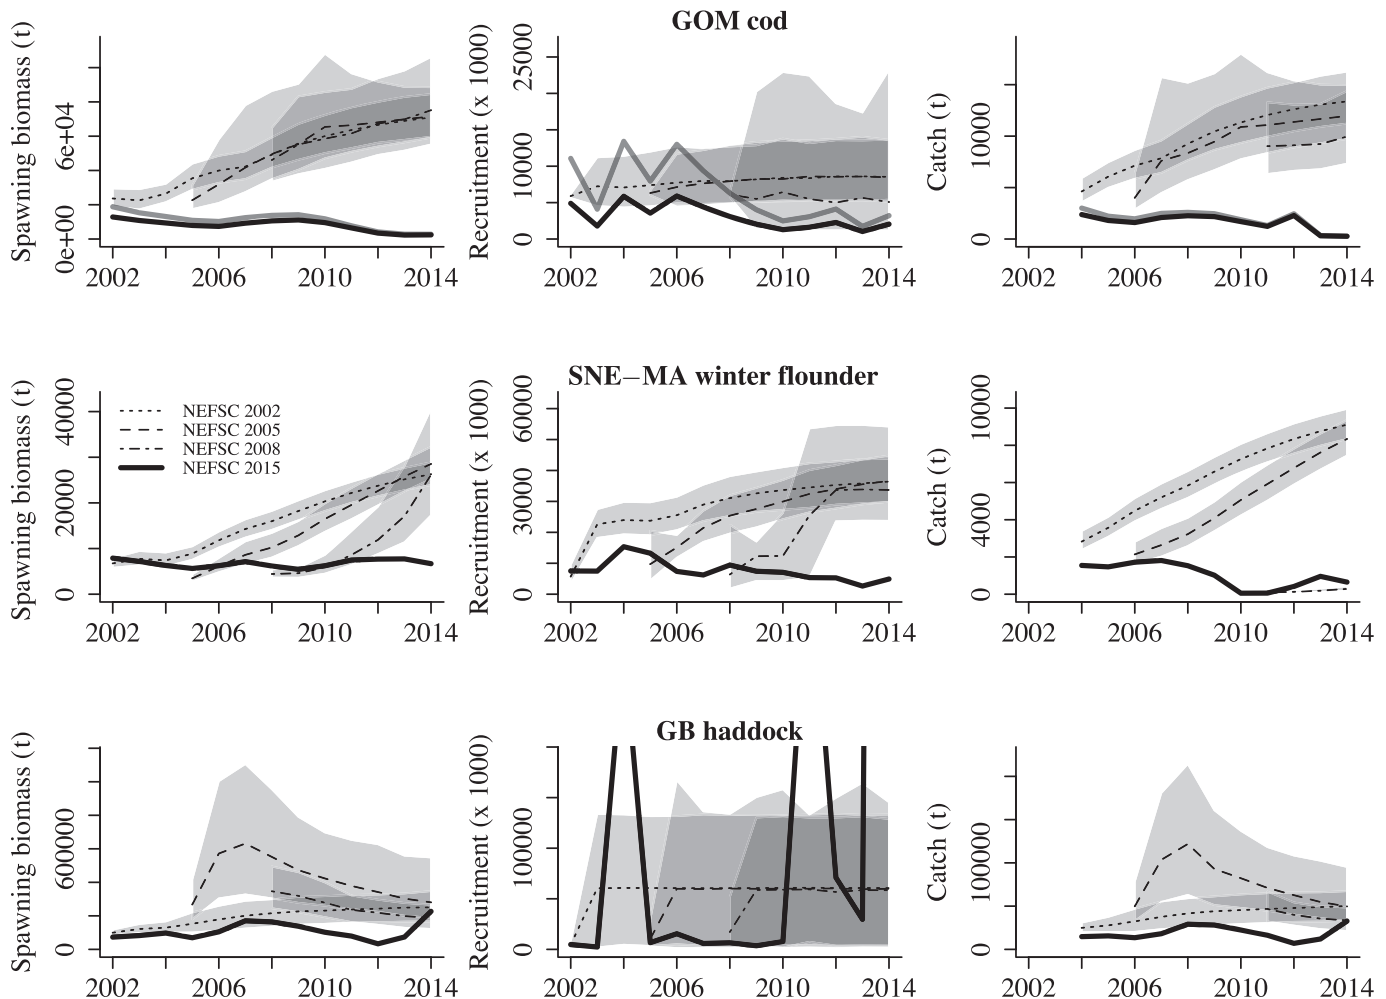 GOM cod
Spawning biomass (t)
0e+00 6e+04
2002 2006 2010 2014
Recruitment (x 1000)
0 10000 25000
2002 2006 2010 2014
Catch (t)
0 10000
2002 2006 2010 2014
SNE−MA winter flounder
Spawning biomass (t)
0 20000 40000
NEFSC 2002
NEFSC 2005
NEFSC 2008
NEFSC 2015
2002 2006 2010 2014
Recruitment (x 1000)
0 30000 60000
2002 2006 2010 2014
Catch (t)
0 4000 10000
2002 2006 2010 2014
GB haddock
Spawning biomass (t)
0 600000
2002 2006 2010 2014
Recruitment (x 1000)
0 100000
2002 2006 2010 2014
Catch (t)
0 100000
2002 2006 2010 2014